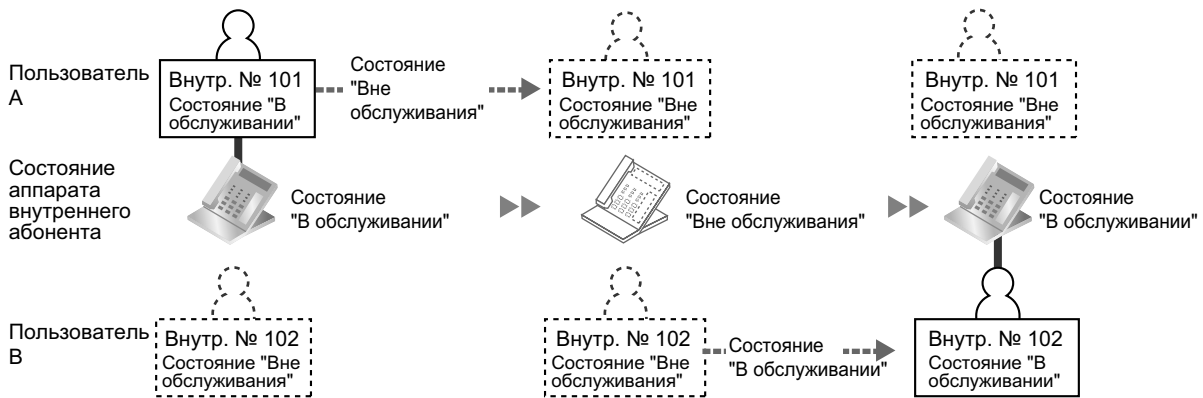 Пользователь
A
Внутр. № 101
Состояние "В
обслуживании"
Состояние
"Вне
обслуживания"
Внутр. № 101
Состояние "Вне
обслуживания"
Внутр. № 101
Состояние "Вне
обслуживания"
Состояние
аппарата
внутреннего
абонента
Состояние
"В обслуживании"
Состояние
"Вне обслуживания"
Состояние
"В обслуживании"
Пользователь
B
Внутр. № 102
Состояние "Вне
обслуживания"
Внутр. № 102
Состояние "Вне
обслуживания"
Состояние
"В обслуживании"
Внутр. № 102
Состояние "В
обслуживании"